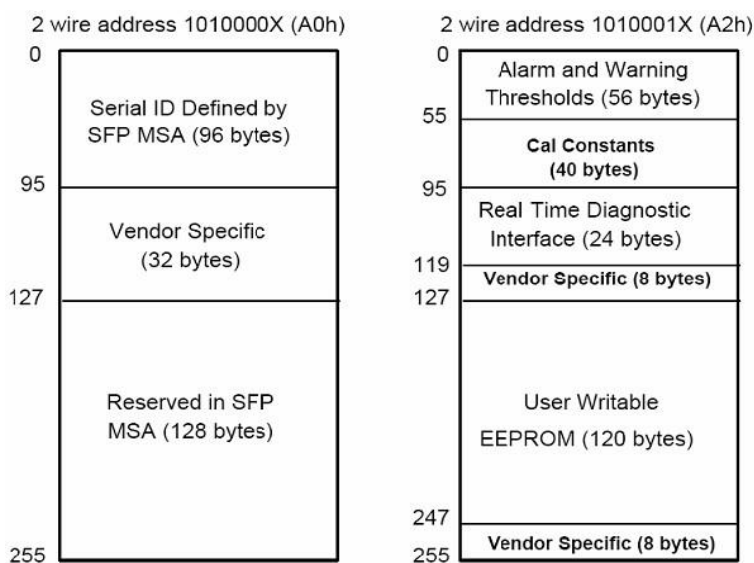 2 wire address 1010000X (A0h)
0
Serial ID Defined by
SFP MSA (96 bytes)
95
Vendor Specific
(32 bytes)
127
Reserved in SFP
MSA (128 bytes)
255
2 wire address 1010001X (A2h)
0
Alarm and Warning
Thresholds (56 bytes)
55
Cal Constants
(40 bytes)
95
Real Time Diagnostic
Interface (24 bytes)
119
Vendor Specific (8 bytes)
127
User Writable
EEPROM (120 bytes)
247
Vendor Specific (8 bytes)
255